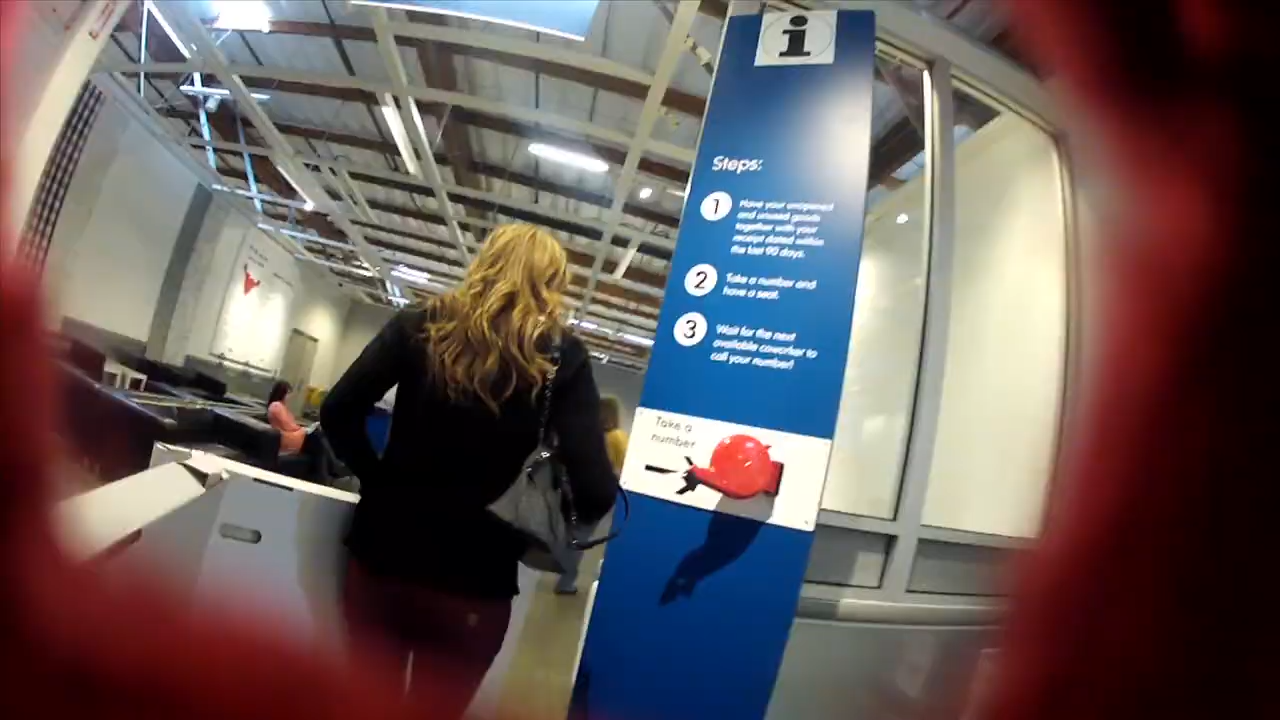 i
Steps:
1
Have your unopened
and unused goods
together with your
receipt dated within
the last 90 days.
2
Take a number and
have a seat.
3
Wait for the next
available coworker to
call your number!
Take a
number